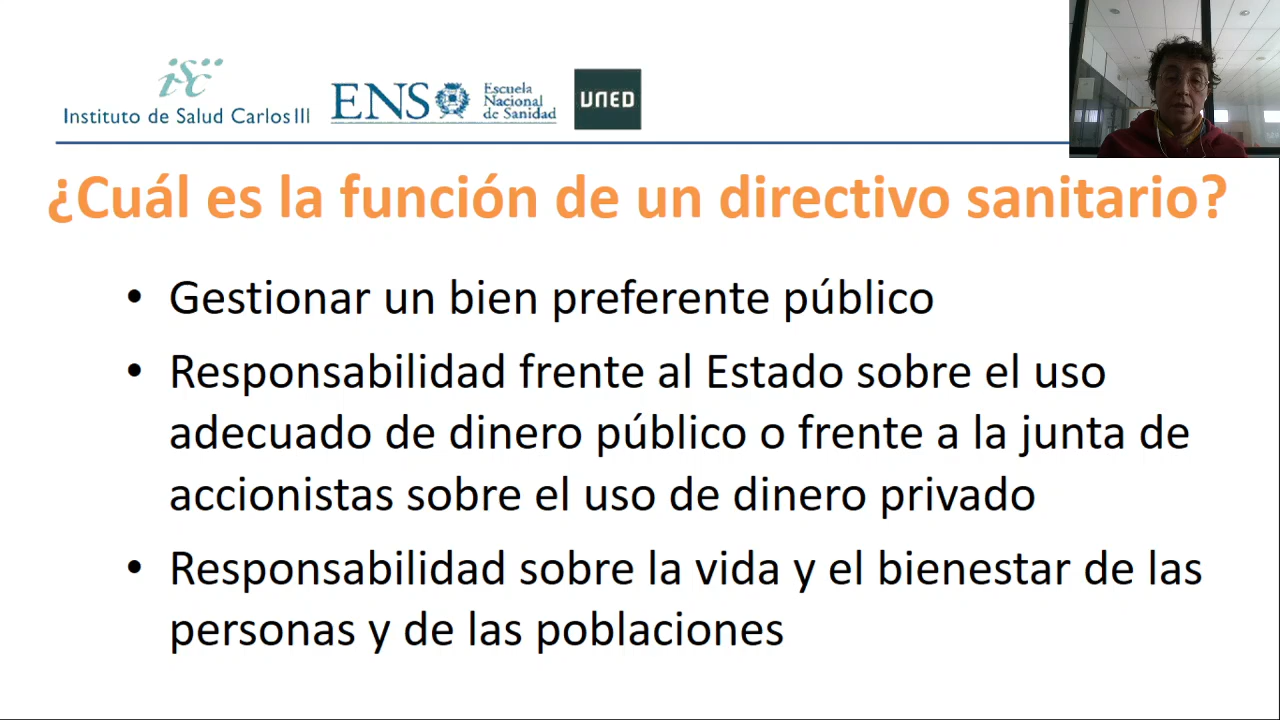 isc
Instituto de Salud Carlos III
ENS
Escuela
Nacional
de Sanidad
UNED
¿Cuál es la función de un directivo sanitario?
• Gestionar un bien preferente público
• Responsabilidad frente al Estado sobre el uso
adecuado de dinero público o frente a la junta de
accionistas sobre el uso de dinero privado
• Responsabilidad sobre la vida y el bienestar de las
personas y de las poblaciones